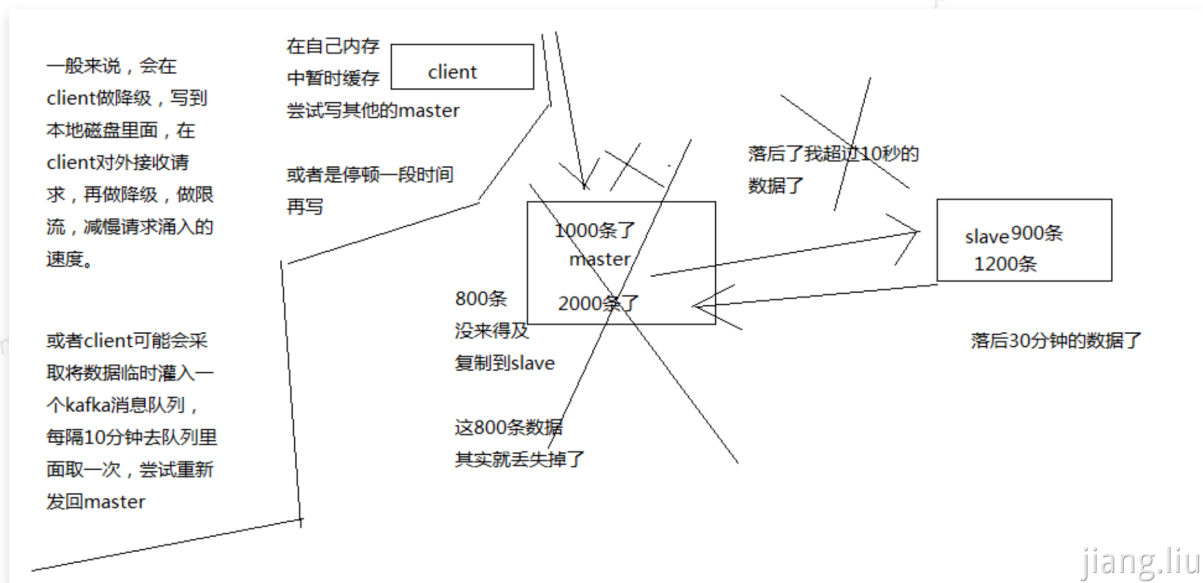 一般来说，会在
client做降级，写到
本地磁盘里面，在
client对外接收请
求，再做降级，做限
流，减慢请求涌入的
速度。
或者client可能会采
取将数据临时灌入一
个kafka消息队列，
每隔10分钟去队列里
面取一次，尝试重新
发回master
在自己内存
中暂时缓存
尝试写其他的master
或者是停顿一段时间
再写
client
1000条了
master
2000条了
800条
没来得及
复制到slave
这800条数据
其实就丢失掉了
落后了我超过10秒的
数据了
slave900条
1200条
落后30分钟的数据了
jiang.liu